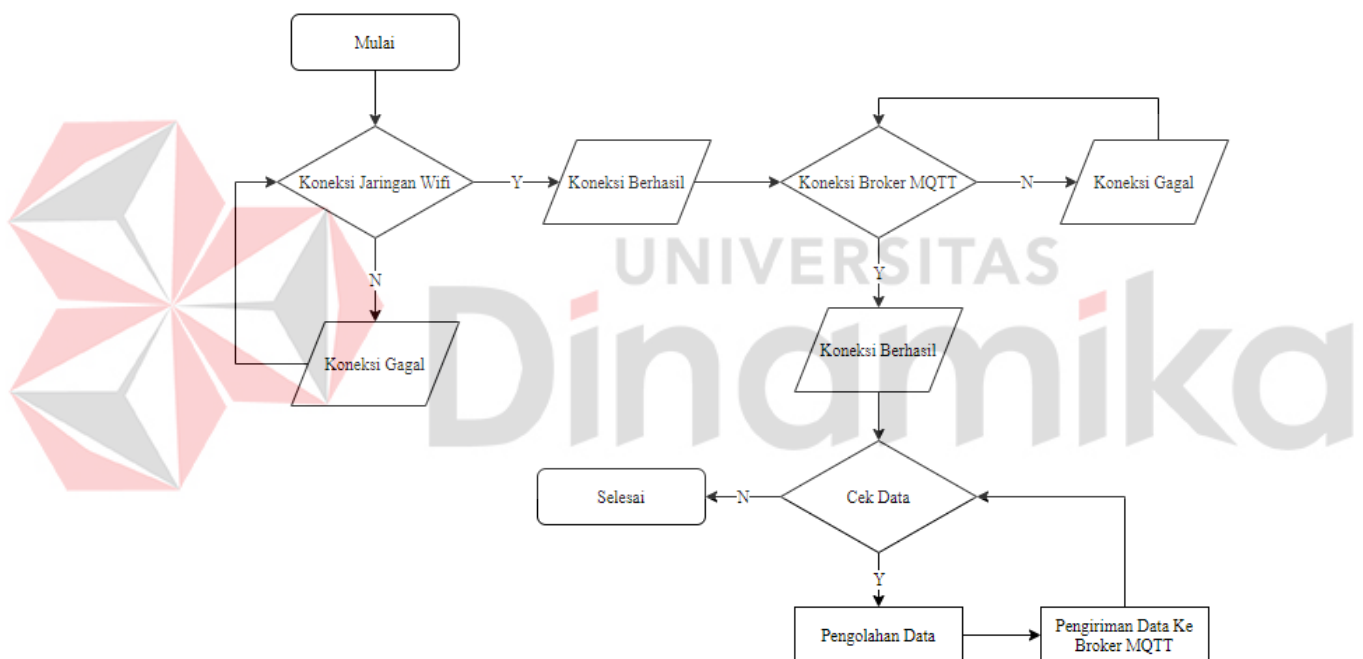 Mulai
Koneksi Jaringan Wifi
Y
Koneksi Berhasil
Koneksi Broker MQTT
N
Koneksi Gagal
N
Y
UNIVERSITAS
Dinamika
Koneksi Gagal
Koneksi Berhasil
Selesai
N
Cek Data
Y
Pengolahan Data
Pengiriman Data Ke
Broker MQTT